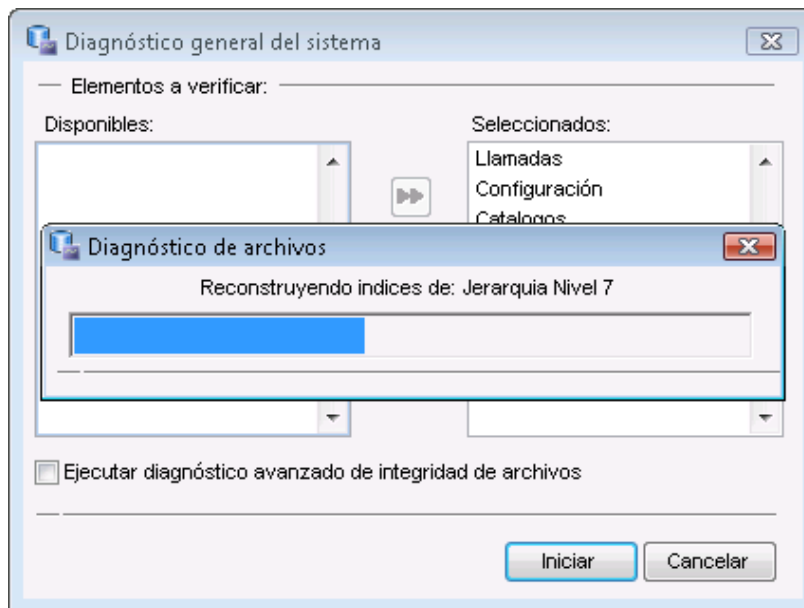 Diagnóstico general del sistema
Elementos a verificar:
Disponibles:
Seleccionados:
Llamadas
Configuración
Catalogos
Diagnóstico de archivos
Reconstruyendo indices de: Jerarquia Nivel 7
Ejecutar diagnóstico avanzado de integridad de archivos
Iniciar
Cancelar